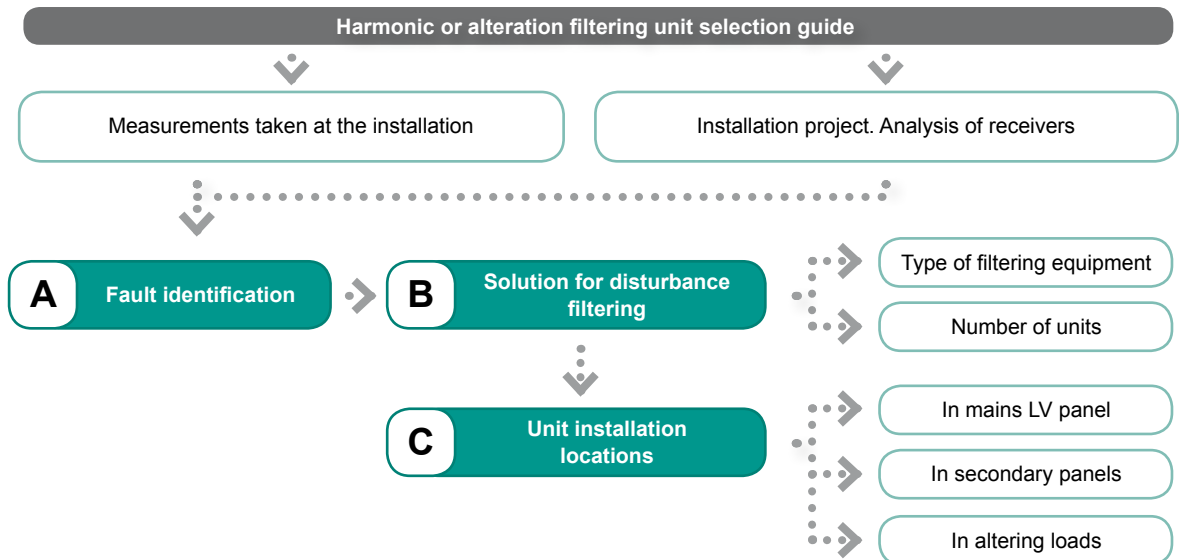 Harmonic or alteration filtering unit selection guide
Measurements taken at the installation
Installation project. Analysis of receivers
A
Fault identification
B
Solution for disturbance
filtering
Type of filtering equipment
Number of units
C
Unit installation
locations
In mains LV panel
In secondary panels
In altering loads